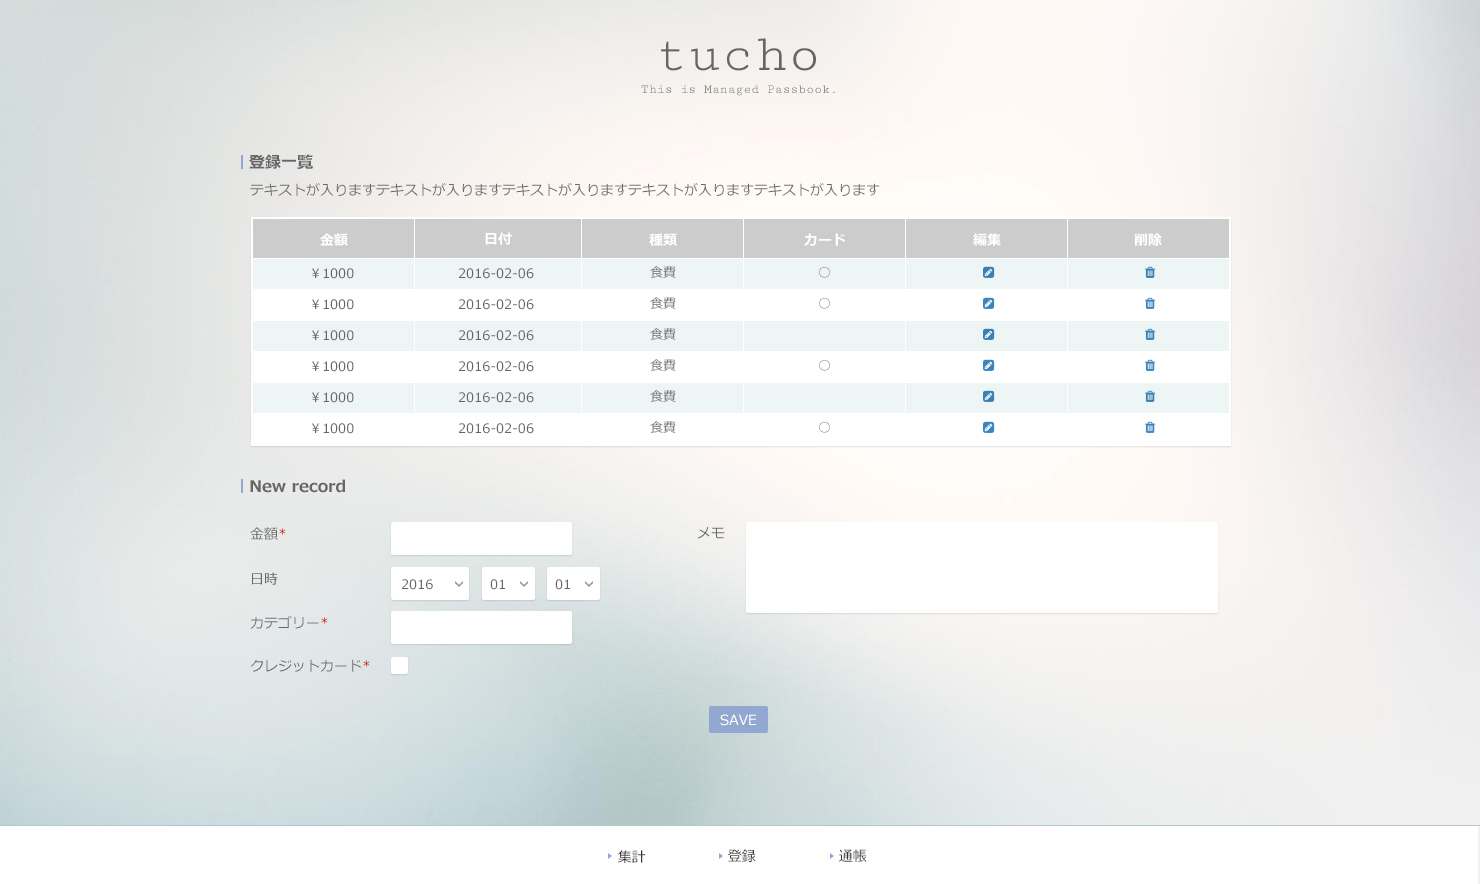 tucho
This is Managed Passbook.
登録一覧
テキストが入りますテキストが入りますテキストが入りますテキストが入りますテキストが入ります
金額 日付 種類 カード 編集 削除
¥1000 2016-02-06 食費 ○
¥1000 2016-02-06 食費 ○
¥1000 2016-02-06 食費
¥1000 2016-02-06 食費 ○
¥1000 2016-02-06 食費
¥1000 2016-02-06 食費 ○
New record
金額*
メモ
日時 2016 01 01
カテゴリー*
クレジットカード*
SAVE
集計 登録 通帳